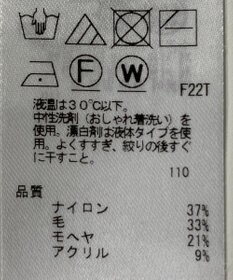 F W
F22T
液温は30℃以下。
中性洗剤(おしゃれ着洗い)を
使用。漂白剤は液体タイプを使
用。よくすすぎ、絞りの後すぐ
に干すこと。
110
品質
ナイロン 37%
毛 33%
モヘヤ 21%
アクリル 9%